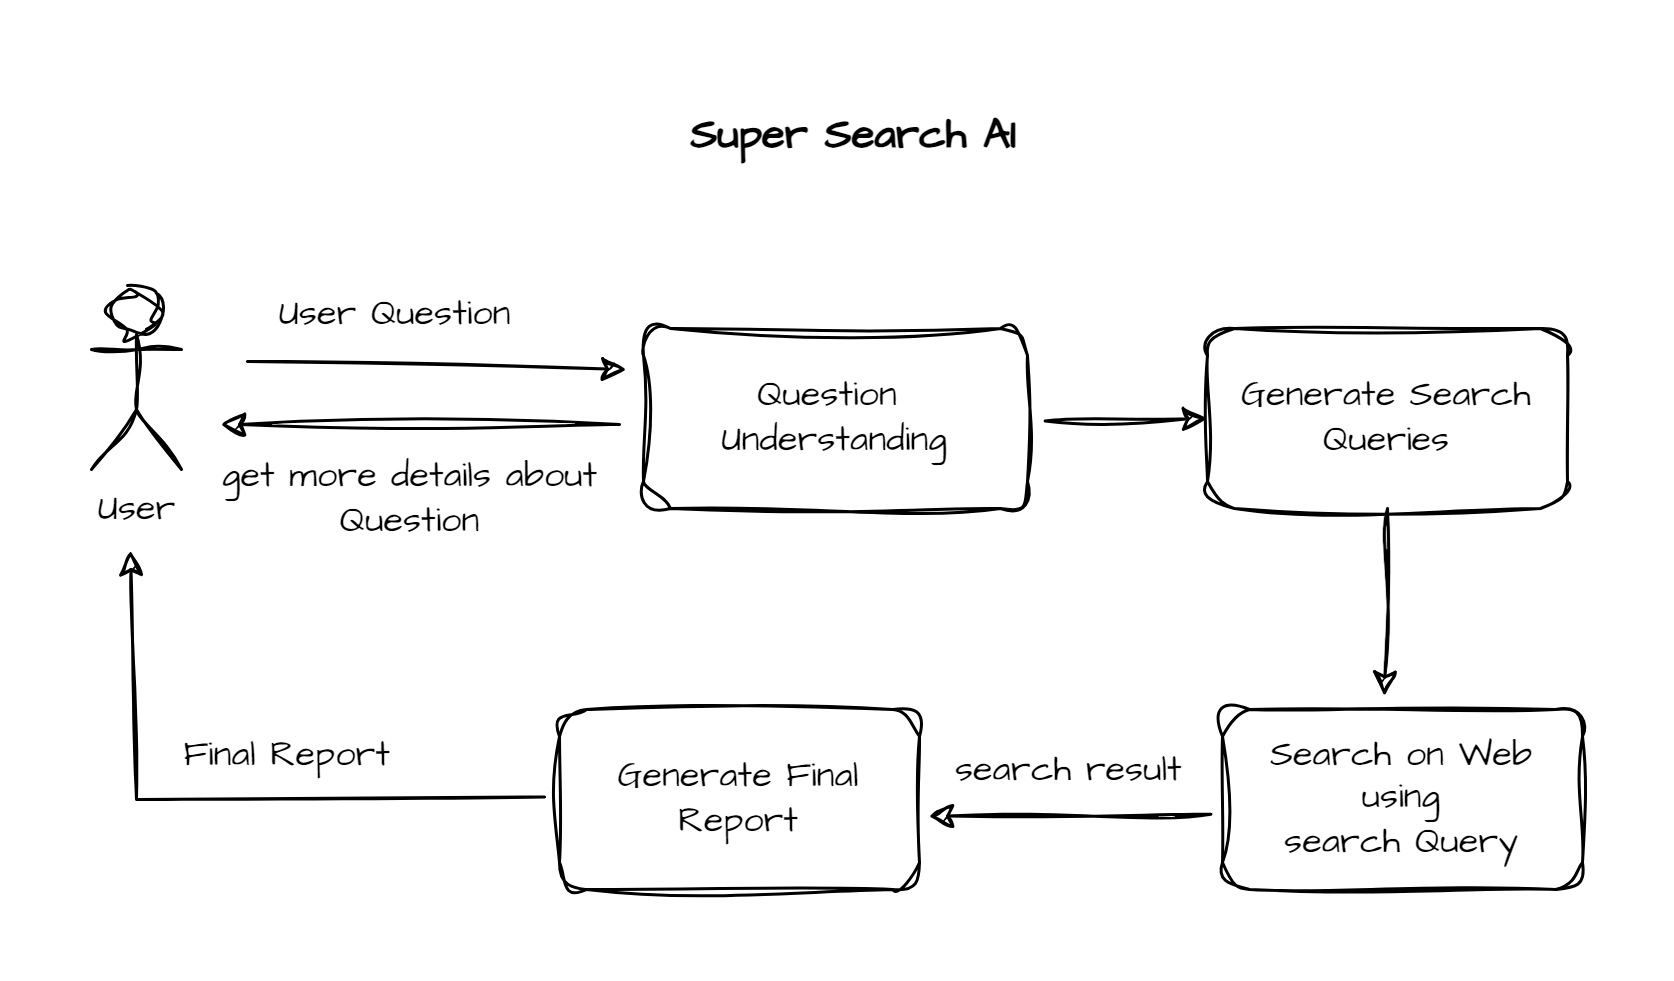 Super Search AI
User Question
get more details about
Question
User
Question
Understanding
Generate Search
Queries
Search on Web
using
search Query
search result
Generate Final
Report
Final Report